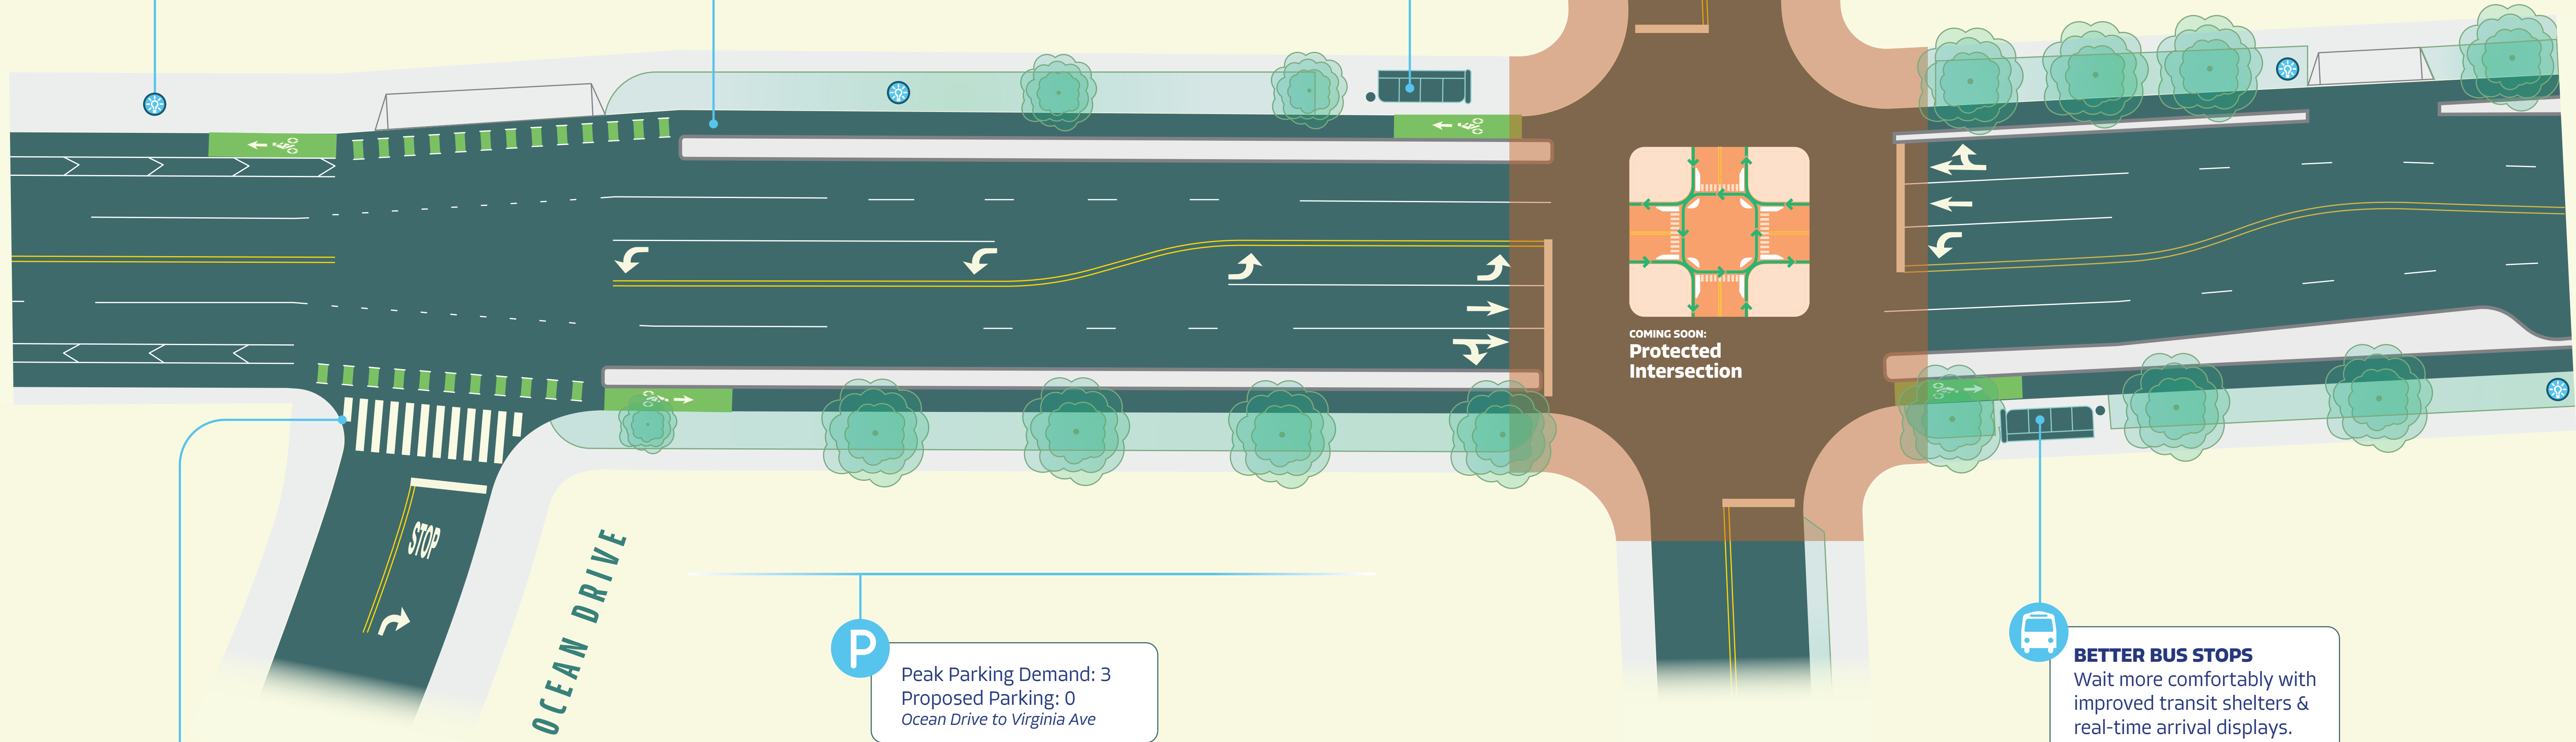 COMING SOON:
Protected
Intersection
STOP
OCEAN DRIVE
P
Peak Parking Demand: 3
Proposed Parking: 0
Ocean Drive to Virginia Ave
BETTER BUS STOPS
Wait more comfortably with
improved transit shelters &
real-time arrival displays.